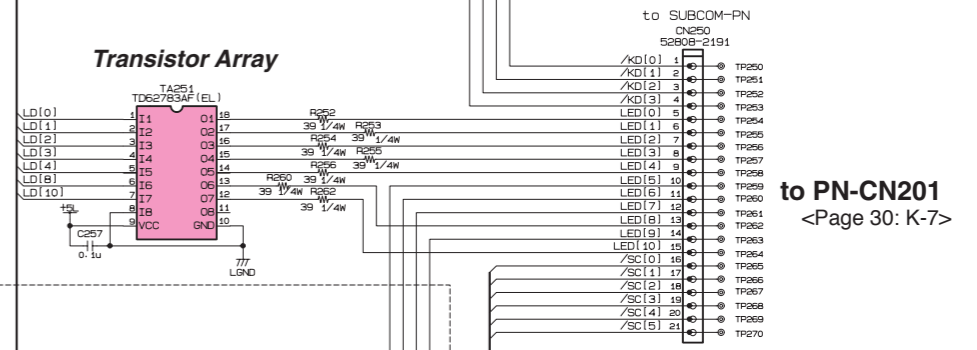 to SUBCOM-PN
CN250
52808-2191
Transistor Array
TA251
TD62783AF(EL)
LD[0] 1 I1 O1 18 R252 39 1/4W
LD[1] 2 I2 O2 17 R253 39 1/4W
LD[2] 3 I3 O3 16 R254 39 1/4W
LD[3] 4 I4 O4 15 R255 39 1/4W
LD[4] 5 I5 O5 14 R256 39 1/4W
LD[8] 6 I6 O6 13 R260 39 1/4W
LD[10] 7 I7 O7 12 R262 39 1/4W
8 I8 O8 11
9 VCC GND 10
+5L
C257
0.1u
LGND
/KD[0] 1 TP250
/KD[1] 2 TP251
/KD[2] 3 TP252
/KD[3] 4 TP253
LED[0] 5 TP254
LED[1] 6 TP255
LED[2] 7 TP256
LED[3] 8 TP257
LED[4] 9 TP258
LED[5] 10 TP259
LED[6] 11 TP260
LED[7] 12 TP261
LED[8] 13 TP262
LED[9] 14 TP263
LED[10] 15 TP264
/SC[0] 16 TP265
/SC[1] 17 TP266
/SC[2] 18 TP267
/SC[3] 19 TP268
/SC[4] 20 TP269
/SC[5] 21 TP270
to PN-CN201
<Page 30: K-7>